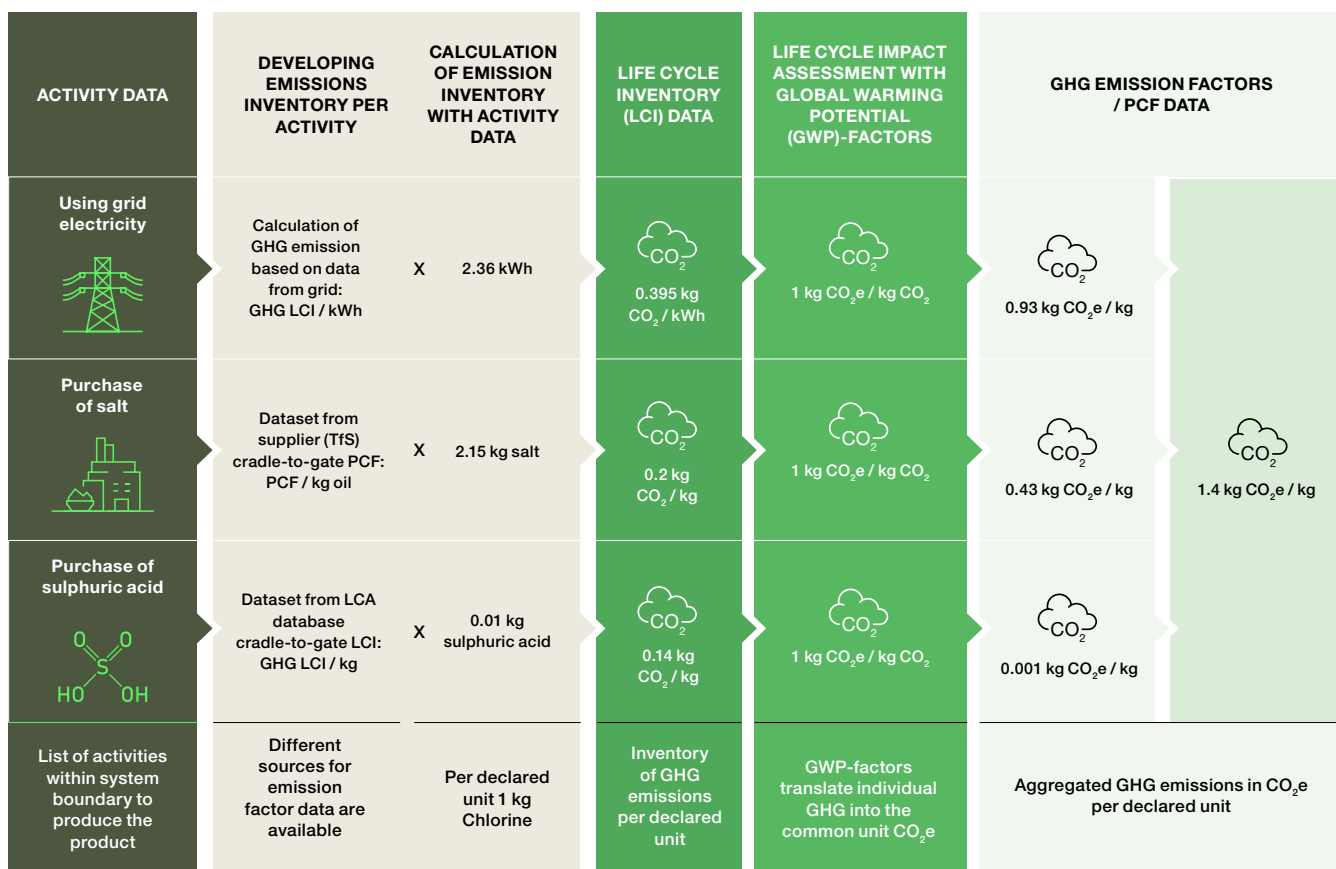 ACTIVITY DATA
DEVELOPING
EMISSIONS
INVENTORY PER
ACTIVITY
CALCULATION
OF EMISSION
INVENTORY
WITH ACTIVITY
DATA
LIFE CYCLE
INVENTORY
(LCI) DATA
LIFE CYCLE IMPACT
ASSESSMENT WITH
GLOBAL WARMING
POTENTIAL
(GWP)-FACTORS
GHG EMISSION FACTORS
/ PCF DATA
Using grid
electricity
Calculation of
GHG emission
based on data
from grid:
GHG LCI / kWh
X
2.36 kWh
CO₂
0.395 kg
CO₂ / kWh
CO₂
1 kg CO₂e / kg CO₂
CO₂
0.93 kg CO₂e / kg
Purchase
of salt
Dataset from
supplier (TfS)
cradle-to-gate PCF:
PCF / kg oil
X
2.15 kg salt
CO₂
0.2 kg
CO₂ / kg
CO₂
1 kg CO₂e / kg CO₂
CO₂
0.43 kg CO₂e / kg
CO₂
1.4 kg CO₂e / kg
Purchase of
sulphuric acid
O O
S
HO OH
Dataset from LCA
database
cradle-to-gate LCI:
GHG LCI / kg
X
0.01 kg
sulphuric acid
CO₂
0.14 kg
CO₂ / kg
CO₂
1 kg CO₂e / kg CO₂
CO₂
0.001 kg CO₂e / kg
List of activities
within system
boundary to
produce the
product
Different
sources for
emission
factor data are
available
Per declared
unit 1 kg
Chlorine
Inventory
of GHG
emissions
per declared
unit
GWP-factors
translate individual
GHG into the
common unit CO₂e
Aggregated GHG emissions in CO₂e
per declared unit